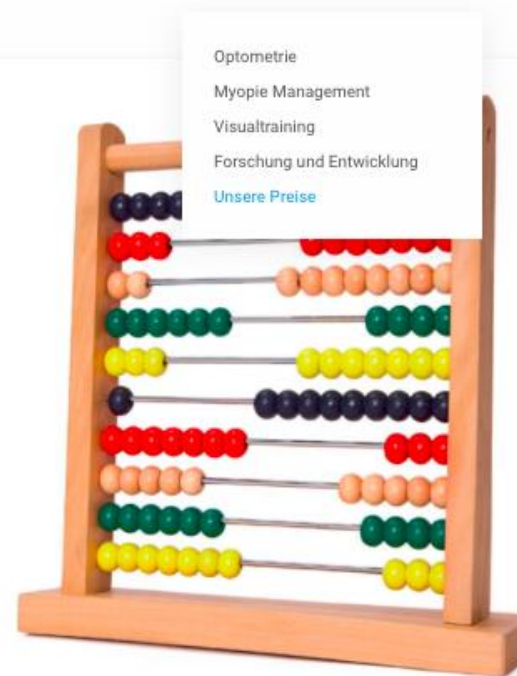 Optometrie
Myopie Management
Visualtraining
Forschung und Entwicklung
Unsere Preise